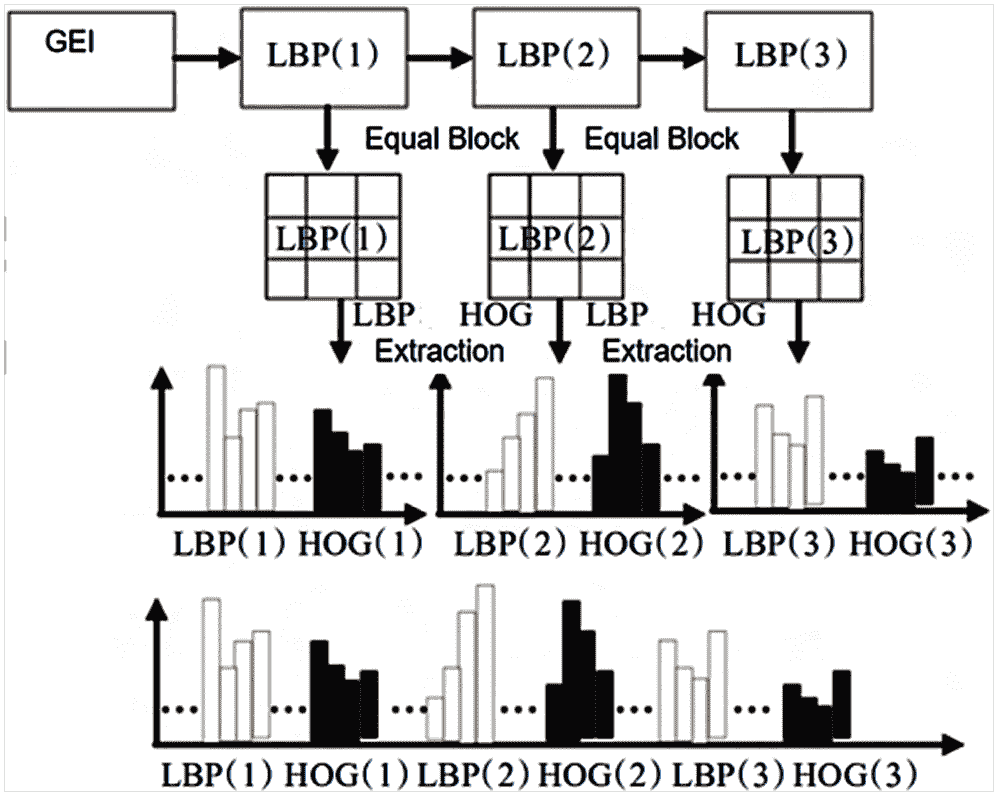 GEI
LBP(1)
LBP(2)
LBP(3)
Equal Block
Equal Block
LBP(1)
LBP(2)
LBP(3)
LBP HOG
LBP HOG
Extraction
Extraction
LBP(1) HOG(1)
LBP(2) HOG(2)
LBP(3) HOG(3)
LBP(1) HOG(1) LBP(2) HOG(2) LBP(3) HOG(3)